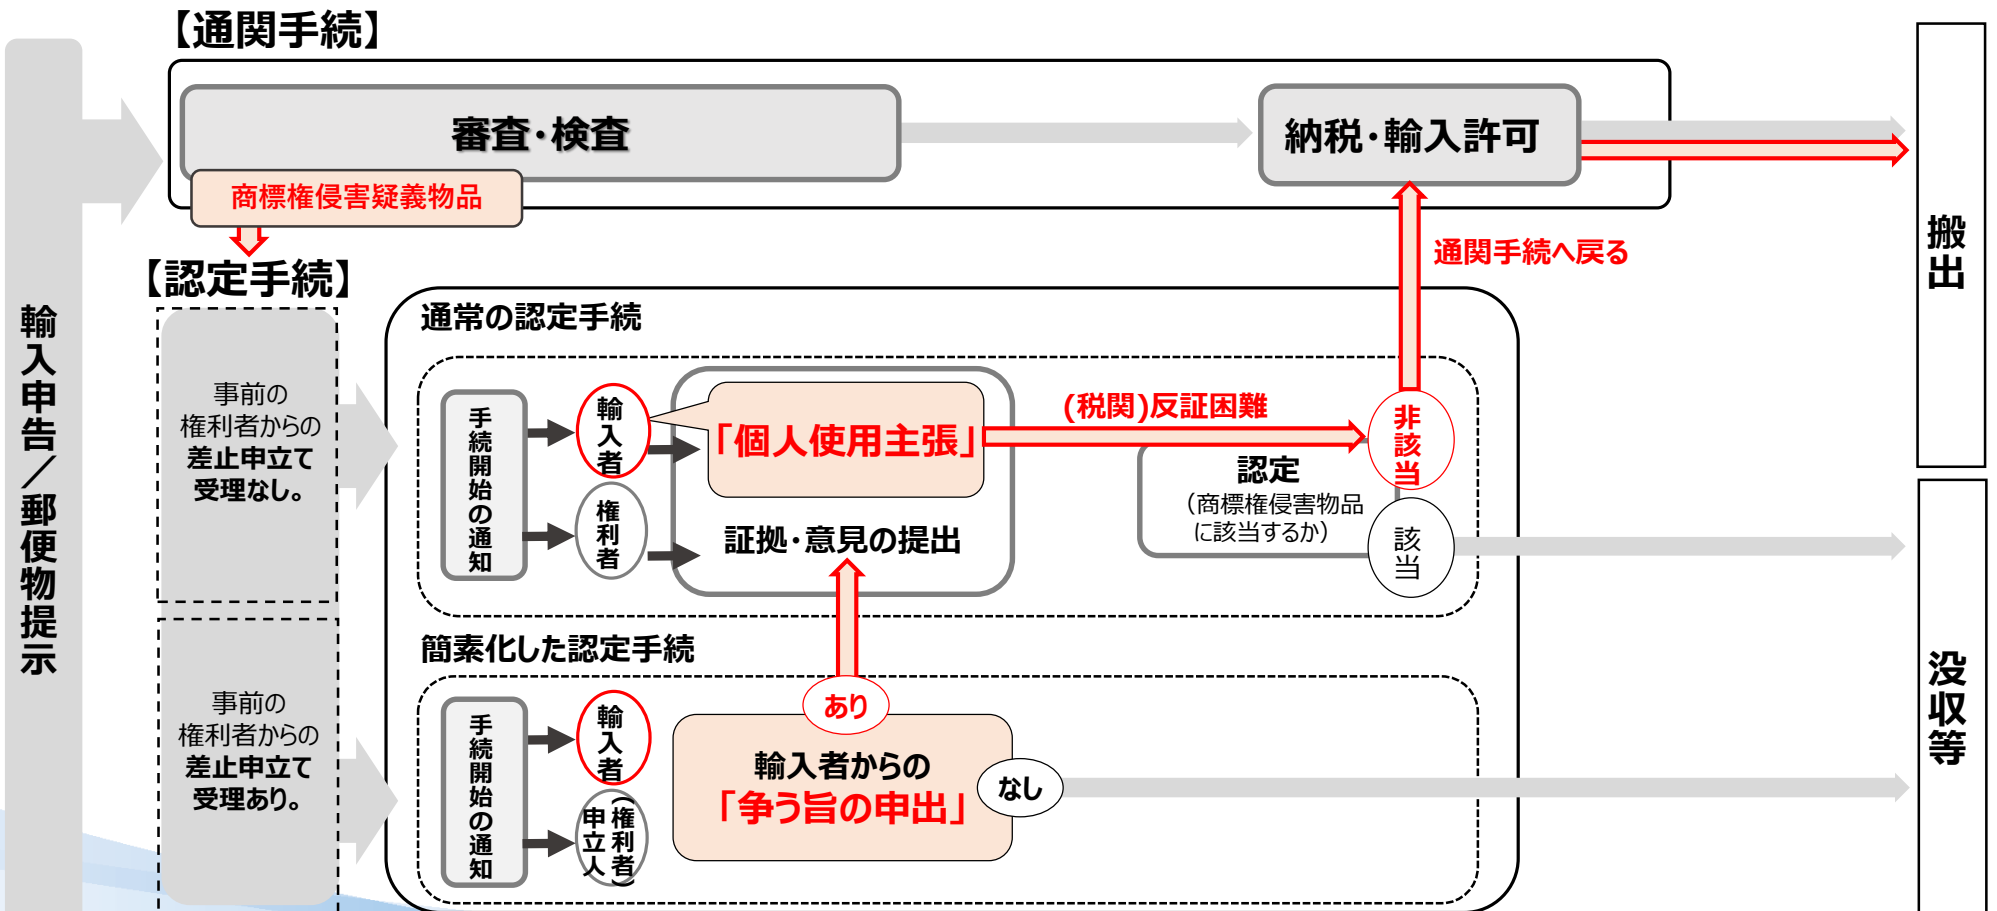 【通関手続】
審査・検査
納税・輸入許可
商標権侵害疑義物品
通関手続へ戻る
搬出
輸入申告／郵便物提示
【認定手続】
通常の認定手続
事前の
権利者からの
差止申立て
受理なし。
手続開始の通知
輸入者
権利者
「個人使用主張」
証拠・意見の提出
(税関)反証困難
認定
（商標権侵害物品
に該当するか）
非該当
該当
簡素化した認定手続
事前の
権利者からの
差止申立て
受理あり。
手続開始の通知
輸入者
申立人
（権利者）
あり
輸入者からの
「争う旨の申出」
なし
没収等